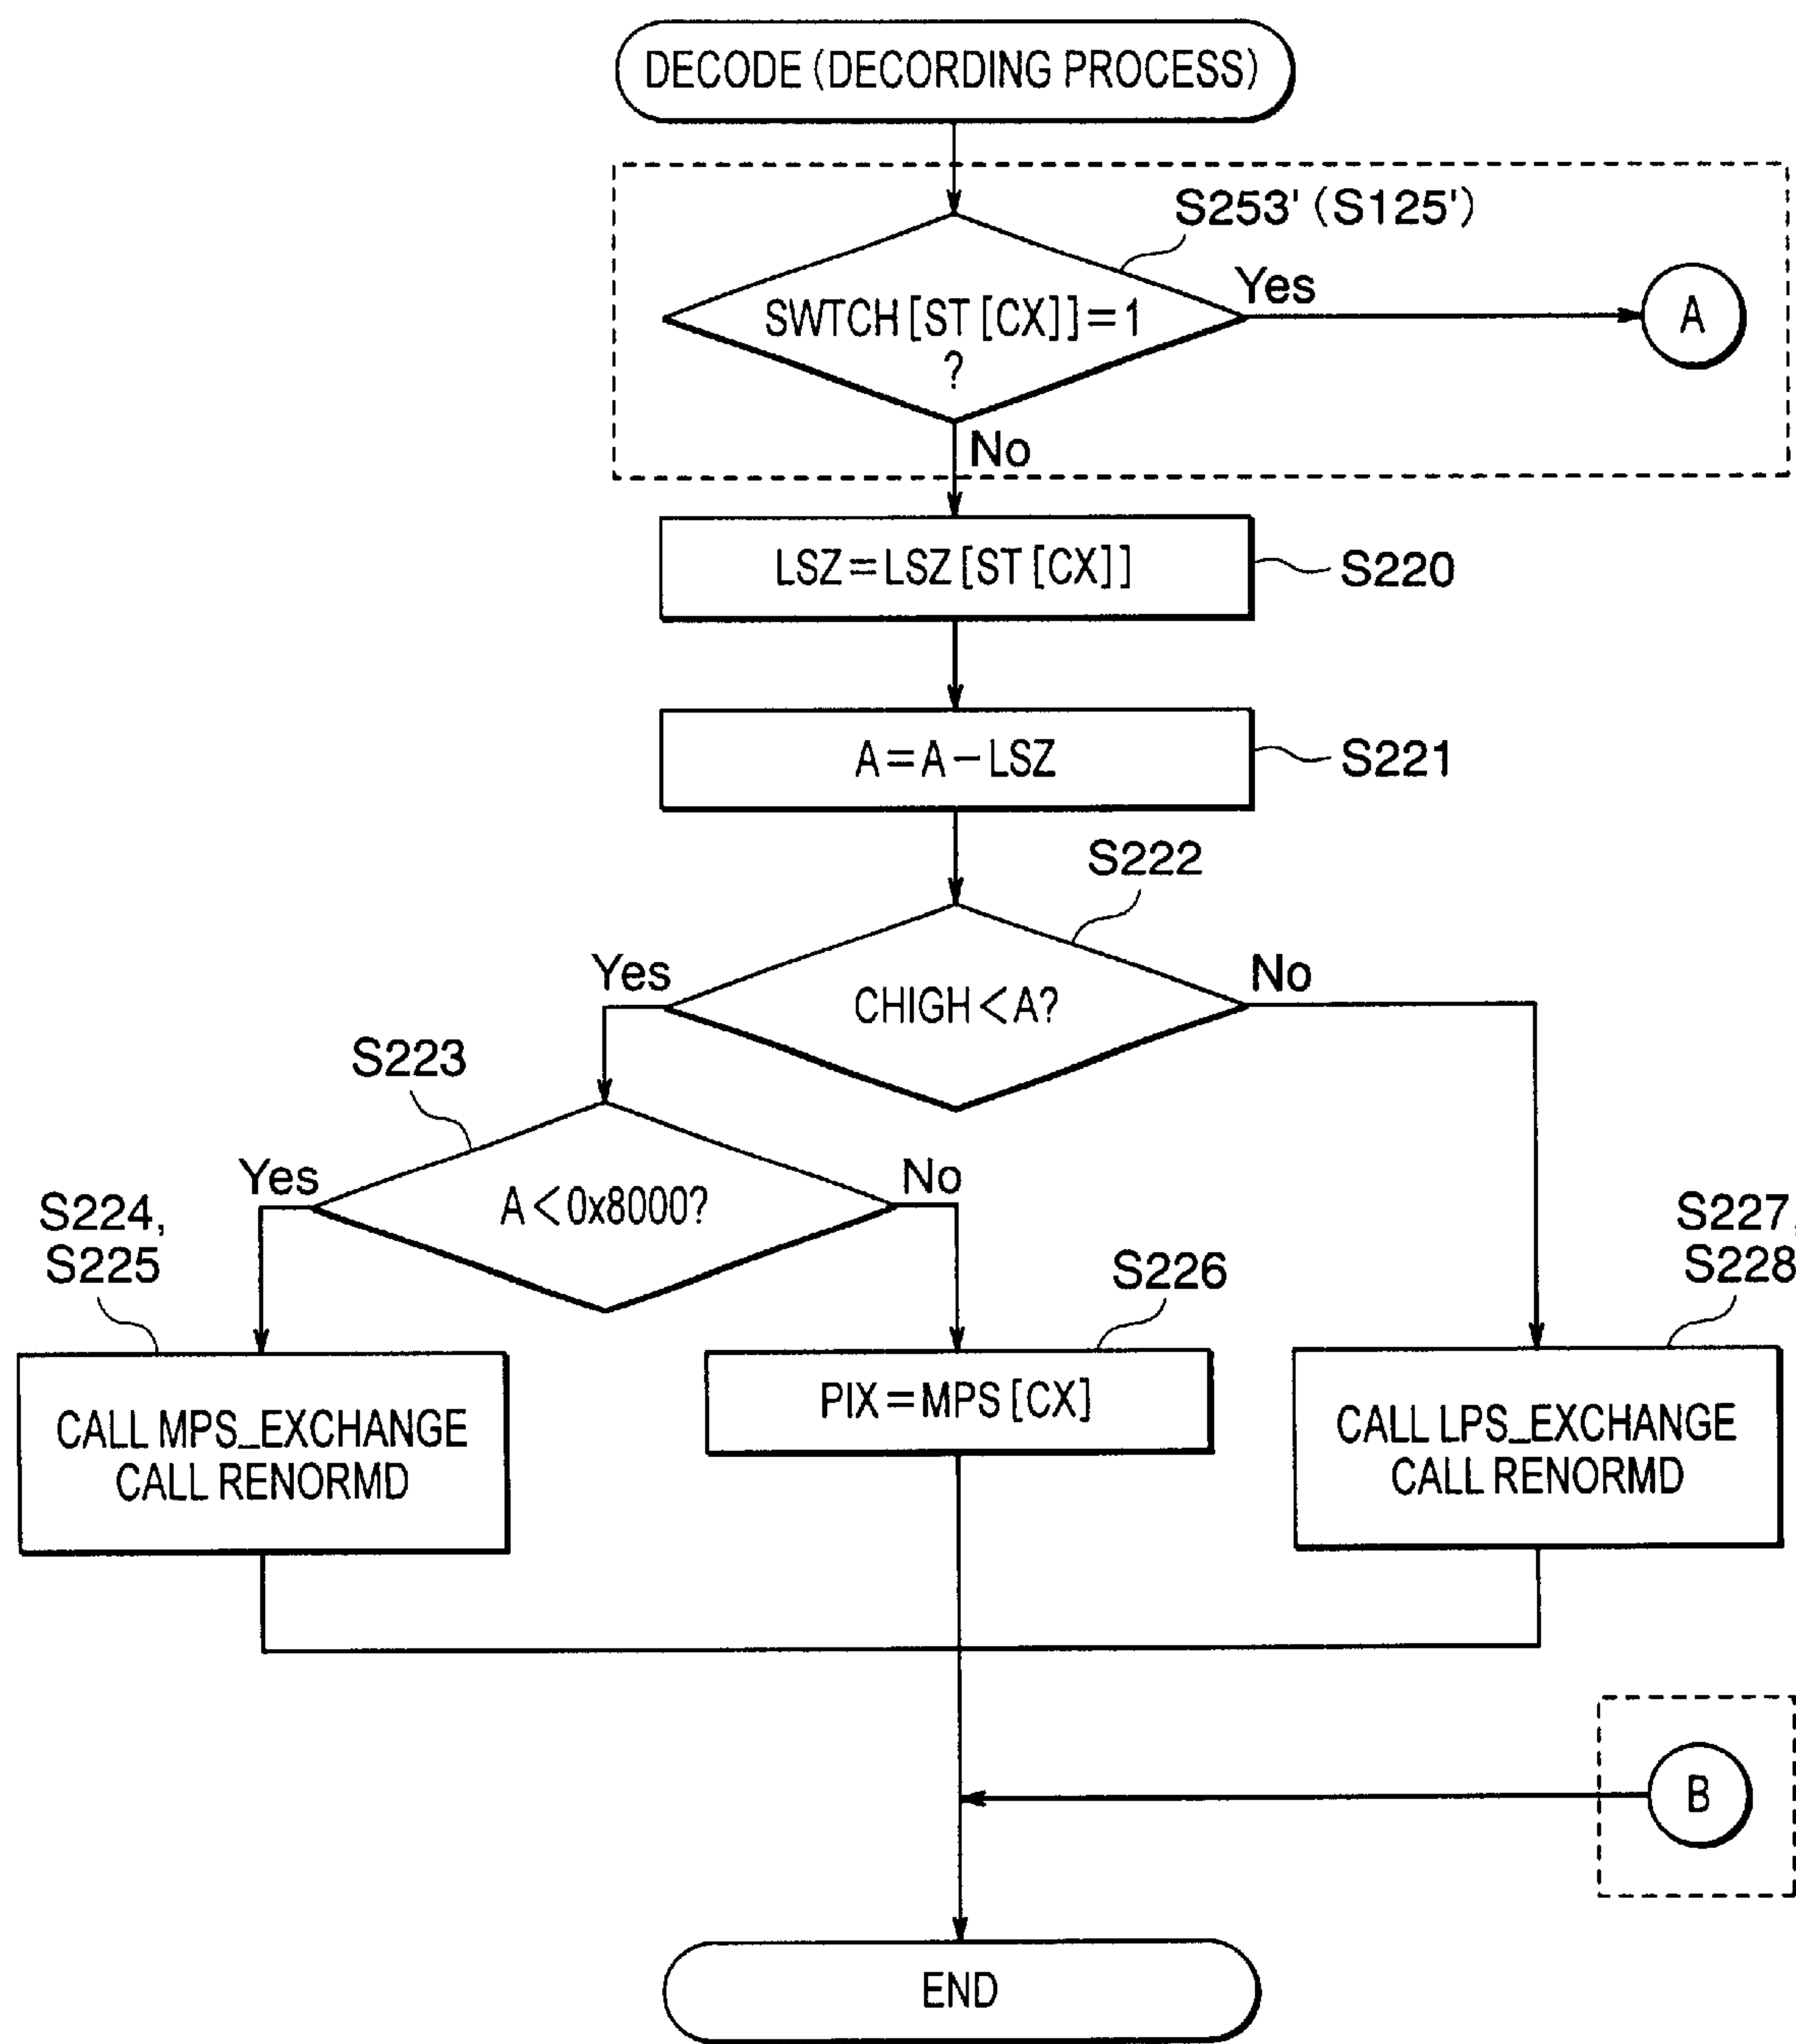 DECODE (DECORDING PROCESS)
S253' (S125')
SWTCH [ST [CX]] = 1
?
Yes
A
No
LSZ = LSZ [ST [CX]]
S220
A = A - LSZ
S221
S222
CHIGH < A?
Yes
No
S223
A < 0x8000?
Yes
No
S224,
S225
S226
S227,
S228
CALL MPS_EXCHANGE
CALL RENORMD
PIX = MPS [CX]
CALL LPS_EXCHANGE
CALL RENORMD
B
END